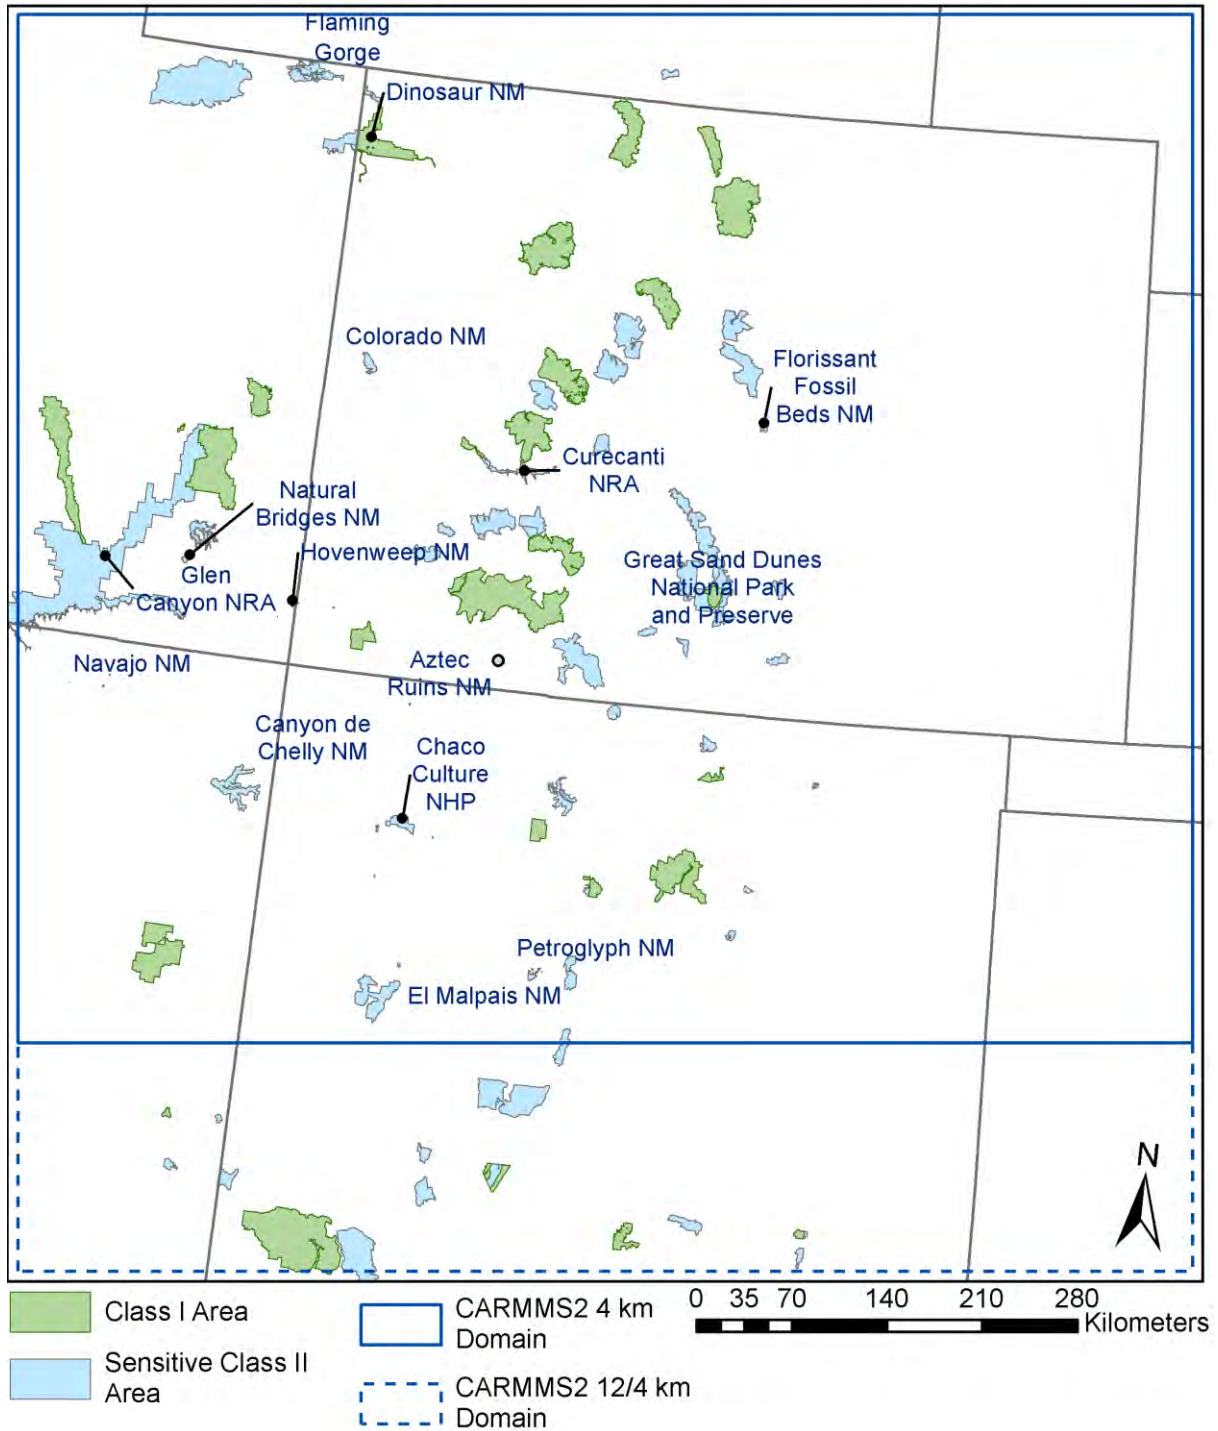 Flaming
Gorge
Dinosaur NM
Colorado NM
Florissant
Fossil
Beds NM
Curecanti
NRA
Natural
Bridges NM
Hovenweep NM
Glen
Canyon NRA
Great Sand Dunes
National Park
and Preserve
Navajo NM
Aztec
Ruins NM
Canyon de
Chelly NM
Chaco
Culture
NHP
Petroglyph NM
El Malpais NM
N
Class I Area
Sensitive Class II
Area
CARMMS2 4 km
Domain
CARMMS2 12/4 km
Domain
0 35 70 140 210 280
Kilometers